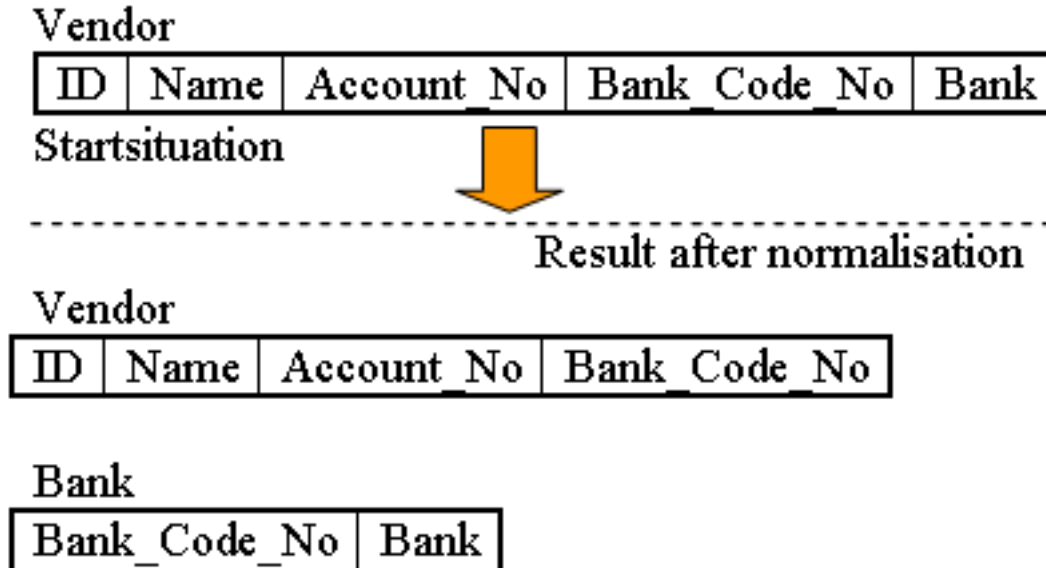 Vendor
ID Name Account_No Bank_Code_No Bank
Startsituation
Result after normalisation
Vendor
ID Name Account_No Bank_Code_No
Bank
Bank_Code_No Bank